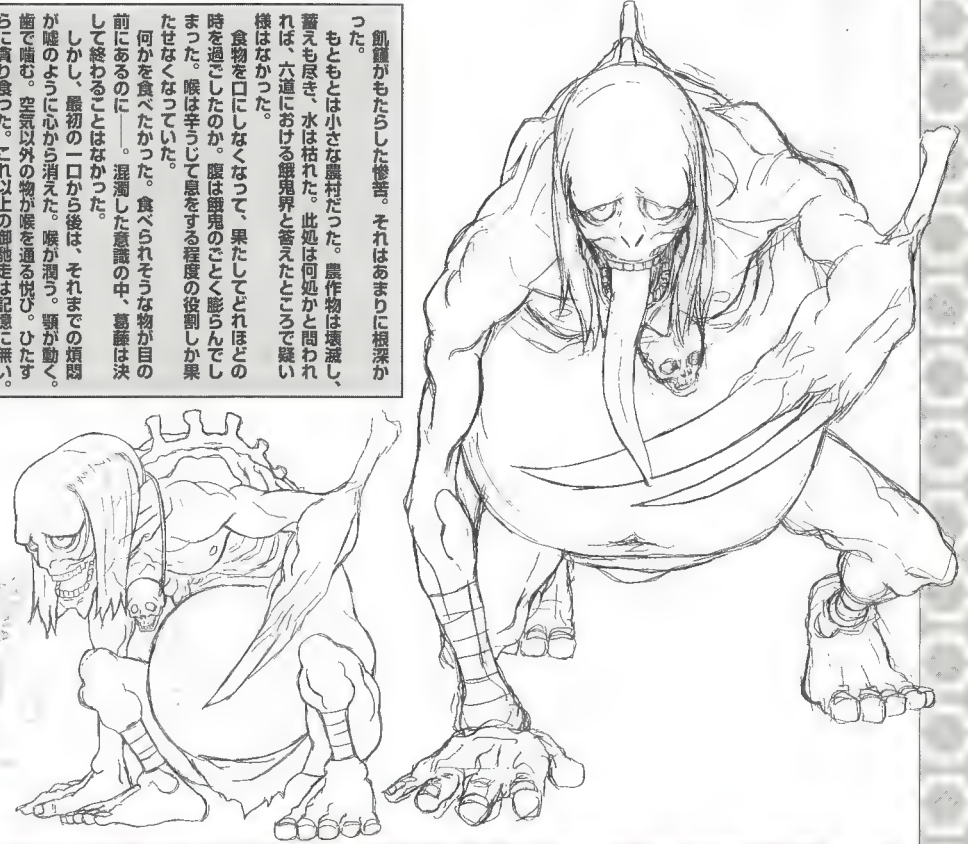 飢饉がもたらした惨苦。それはあまりに根深か
った。
もともとは小さな農村だった。農作物は壊滅し、
蓄えも尽き、水は枯れた。此処は何処かと問われ
れば、六道における餓鬼界と答えたところで疑い
様はなかった。
食物を口にしなくなって、果たしてどれほどの
時を過ごしたのか。腹は餓鬼のごとく膨らんでし
まった。喉は辛うじて息をする程度の役割しか果
たせなくなっていた。
何かを食べたかった。食べられそうな物が目の
前にあるのに――。混濁した意識の中、葛藤は決
して終わることはなかった。
しかし、最初の一口から後は、それまでの煩悶
が嘘のように心から消えた。喉が潤う。顎が動く。
歯で噛む。空気以外の物が喉を通る悦び。ひたす
らに貪り食った。これ以上の御馳走は記憶に無い。